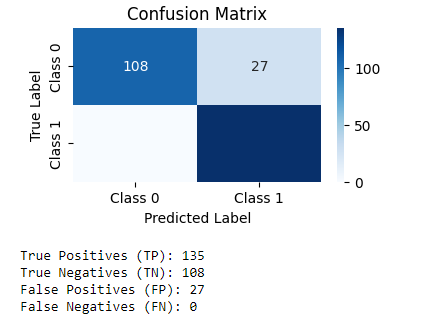 Confusion Matrix
True Label
Class 0
108
27
100
Class 1
50
0
Class 0
Class 1
Predicted Label
True Positives (TP): 135
True Negatives (TN): 108
False Positives (FP): 27
False Negatives (FN): 0